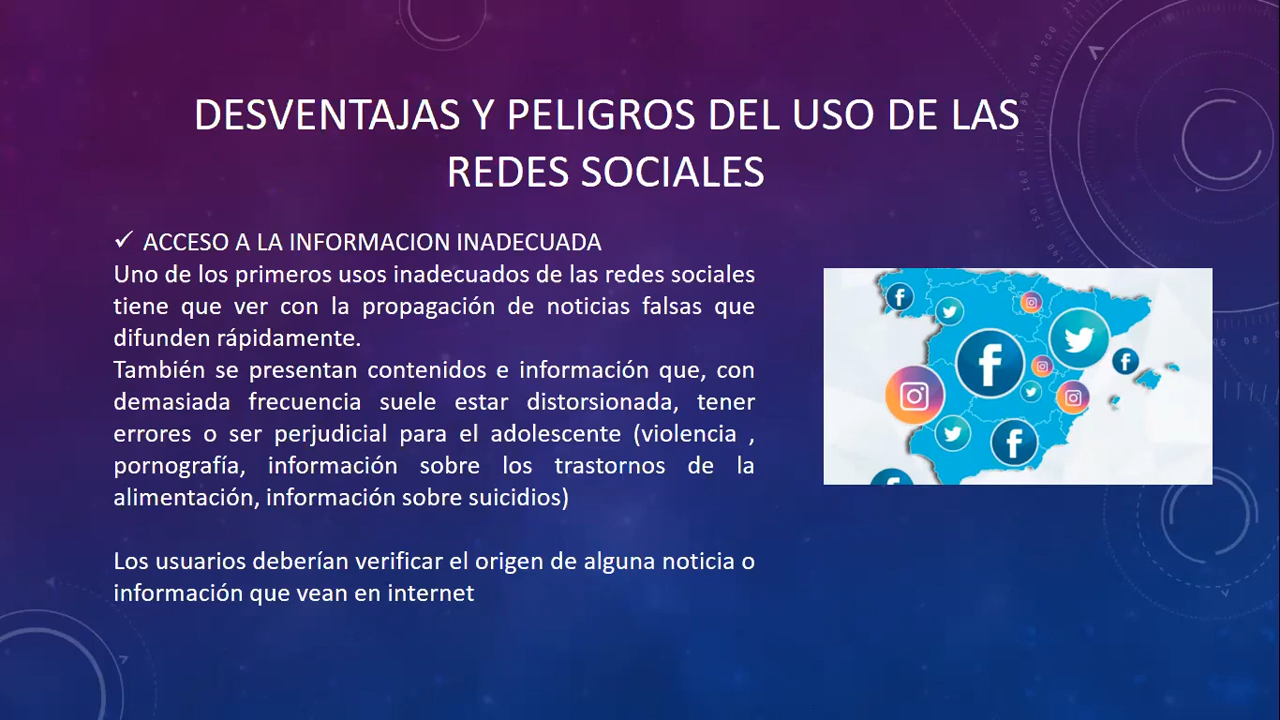 DESVENTAJAS Y PELIGROS DEL USO DE LAS
REDES SOCIALES
✓ ACCESO A LA INFORMACION INADECUADA
Uno de los primeros usos inadecuados de las redes sociales
tiene que ver con la propagación de noticias falsas que
difunden rápidamente.
También se presentan contenidos e información que, con
demasiada frecuencia suele estar distorsionada, tener
errores o ser perjudicial para el adolescente (violencia ,
pornografía, información sobre los trastornos de la
alimentación, información sobre suicidios)
Los usuarios deberían verificar el origen de alguna noticia o
información que vean en internet